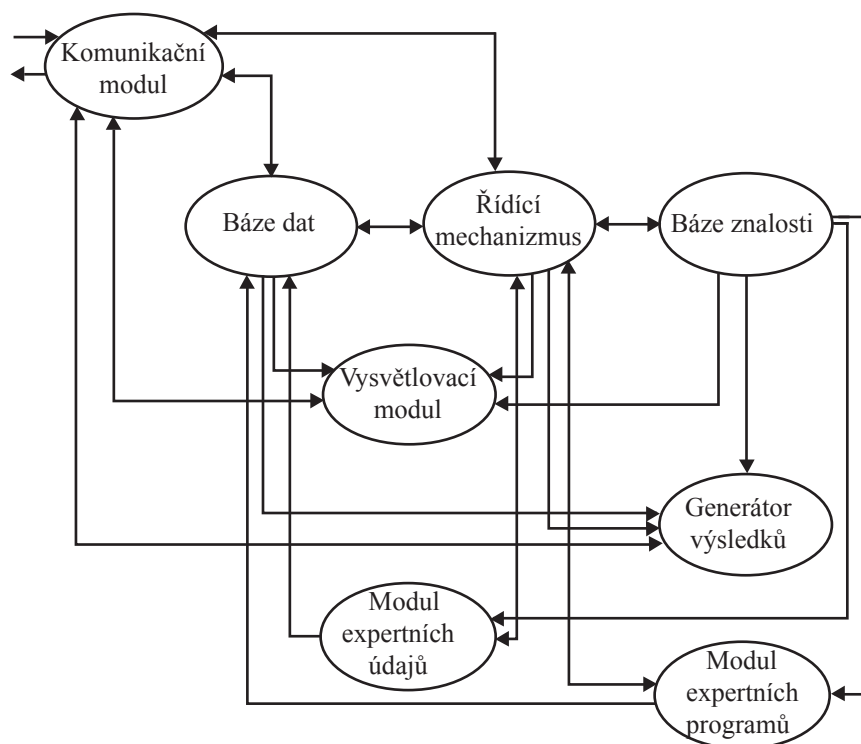 Komunikační
modul
Báze dat
Řídící
mechanizmus
Báze znalosti
Vysvětlovací
modul
Generátor
výsledků
Modul
expertních
údajů
Modul
expertních
programů